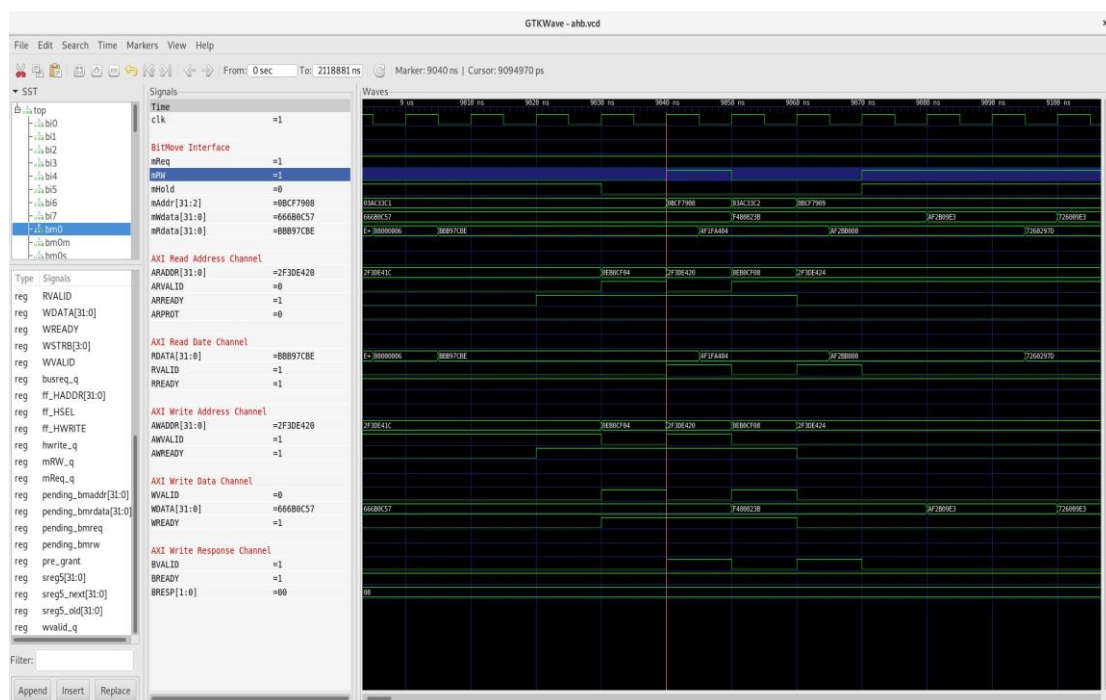 GTKWave - ahb.vcd
×
File Edit Search Time Markers View Help
From: 0 sec To: 2118881 ns Marker: 9040 ns | Cursor: 9094970 ps
SST
top
bi0
bi1
bi2
bi3
bi4
bi5
bi6
bi7
bm0
bm0m
bm0s
Type Signals
reg RVALID
reg WDATA[31:0]
reg WREADY
reg WSTRB[3:0]
reg WVALID
reg busreq_q
reg ff_HADDR[31:0]
reg ff_HSEL
reg ff_HWRITE
reg hwrite_q
reg mRW_q
reg mReq_q
reg pending_bmaddr[31:0]
reg pending_bmrdata[31:0]
reg pending_bmreq
reg pending_bmrw
reg pre_grant
reg sreg5[31:0]
reg sreg5_next[31:0]
reg sreg5_old[31:0]
reg wvalid_q
Filter:
Append Insert Replace
Signals
Time
clk =1
BitMove Interface
mReq =1
mRW =1
mHold =0
mAddr[31:2] =0BCF7908
mWdata[31:0] =666B0C57
mRdata[31:0] =BBB97CBE
AXI Read Address Channel
ARADDR[31:0] =2F3DE420
ARVALID =0
ARREADY =1
ARPROT =0
AXI Read Date Channel
RDATA[31:0] =BBB97CBE
RVALID =1
RREADY =1
AXI Write Address Channel
AWADDR[31:0] =2F3DE420
AWVALID =1
AWREADY =1
AXI Write Data Channel
WVALID =0
WDATA[31:0] =666B0C57
WREADY =1
AXI Write Response Channel
BVALID =1
BREADY =1
BRESP[1:0] =00
Waves
9 us 9010 ns 9020 ns 9030 ns 9040 ns 9050 ns 9060 ns 9070 ns 9080 ns 9090 ns 9100 ns
03AC33C1 0BCF7908 03AC33C2 0BCF7909
666B0C57 F480823B AF2B09E3 726009E3
E+ 80000006 BBB97CBE 4F1FA404 AF2BB000 7260297D
2F3DE41C 0EB0CF04 2F3DE420 0EB0CF08 2F3DE424
E+ 80000006 BBB97CBE 4F1FA404 AF2BB000 7260297D
2F3DE41C 0EB0CF04 2F3DE420 0EB0CF08 2F3DE424
666B0C57 F480823B AF2B09E3 726009E3
00